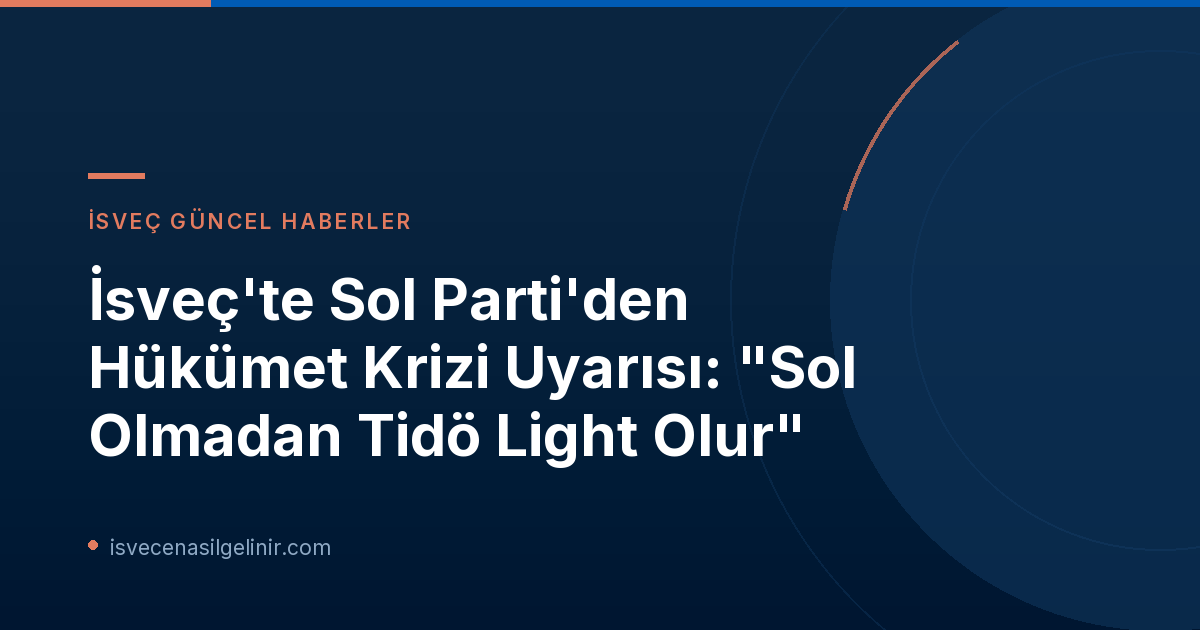 İSVEÇ GÜNCEL HABERLER
İsveç'te Sol Parti'den
Hükümet Krizi Uyarısı: "Sol
Olmadan Tidö Light Olur"
isvecenasilgelinir.com